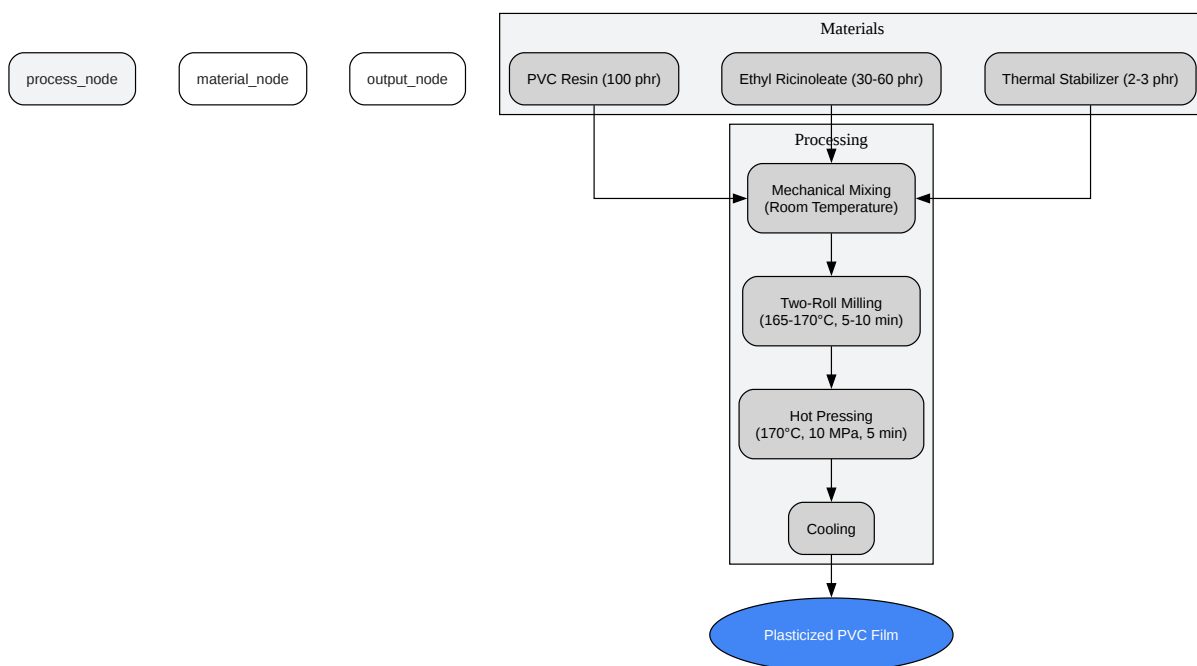 Materials
process_node
material_node
output_node
PVC Resin (100 phr)
Ethyl Ricinoleate (30-60 phr)
Thermal Stabilizer (2-3 phr)
Processing
Mechanical Mixing
(Room Temperature)
Two-Roll Milling
(165-170°C, 5-10 min)
Hot Pressing
(170°C, 10 MPa, 5 min)
Cooling
Plasticized PVC Film